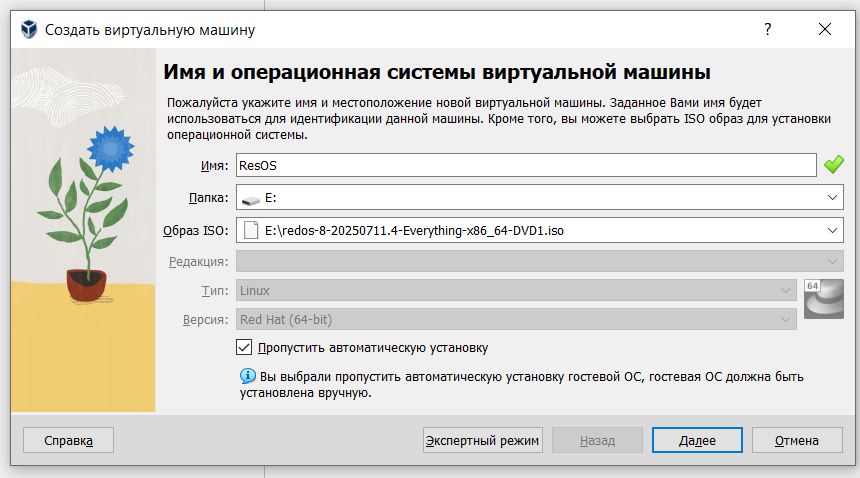 Создать виртуальную машину
?
Имя и операционная системы виртуальной машины
Пожалуйста укажите имя и местоположение новой виртуальной машины. Заданное Вами имя будет
использоваться для идентификации данной машины. Кроме того, вы можете выбрать ISO образ для установки
операционной системы.
Имя: ResOS
Папка: E:
Образ ISO: E:\redos-8-20250711.4-Everything-x86_64-DVD1.iso
Редакция:
Тип: Linux 64
Версия: Red Hat (64-bit)
Пропустить автоматическую установку
Вы выбрали пропустить автоматическую установку гостевой ОС, гостевая ОС должна быть
установлена вручную.
Справка Экспертный режим Назад Далее Отмена